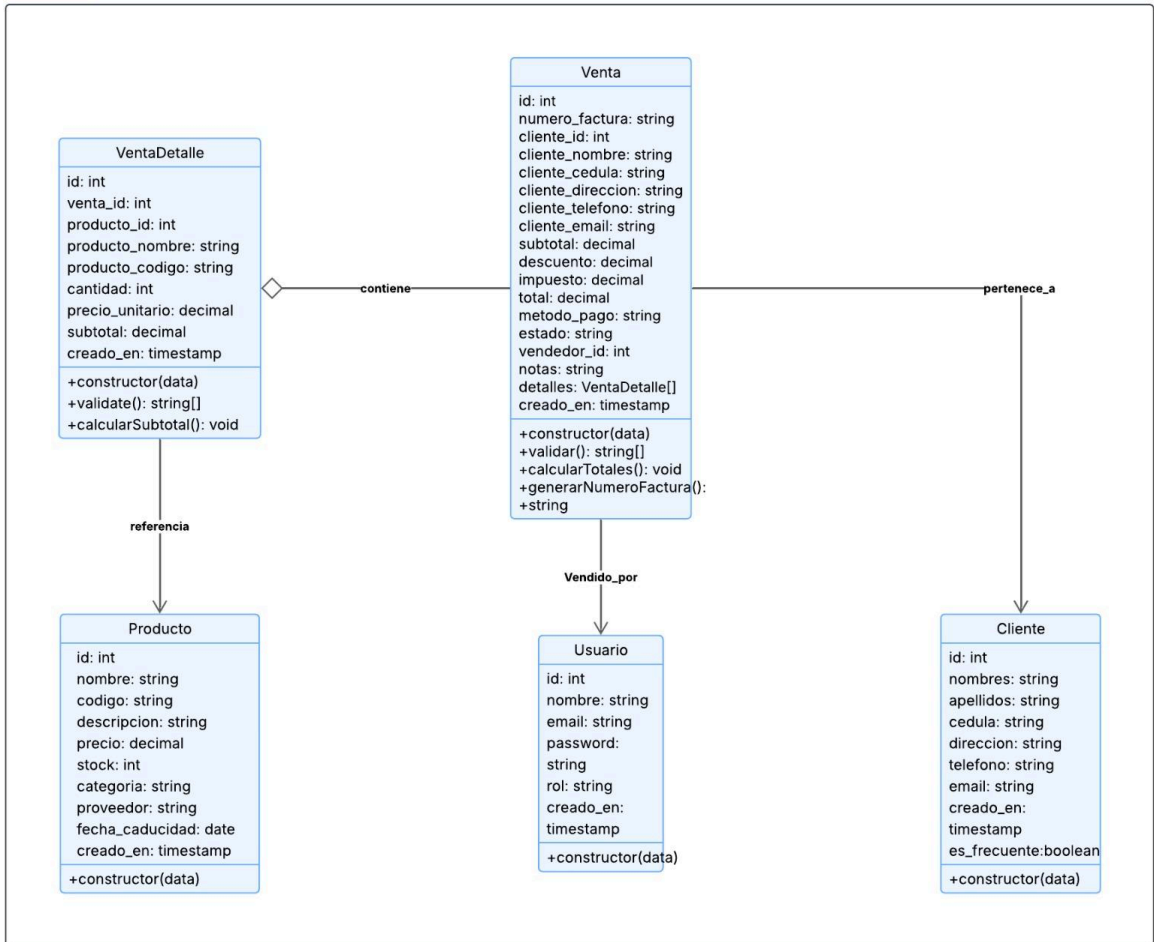 Venta
id: int
numero_factura: string
cliente_id: int
cliente_nombre: string
cliente_cedula: string
cliente_direccion: string
cliente_telefono: string
cliente_email: string
subtotal: decimal
descuento: decimal
impuesto: decimal
total: decimal
metodo_pago: string
estado: string
vendedor_id: int
notas: string
detalles: VentaDetalle[]
creado_en: timestamp
+constructor(data)
+validar(): string[]
+calcularTotales(): void
+generarNumeroFactura():
+string
VentaDetalle
id: int
venta_id: int
producto_id: int
producto_nombre: string
producto_codigo: string
cantidad: int
precio_unitario: decimal
subtotal: decimal
creado_en: timestamp
+constructor(data)
+validate(): string[]
+calcularSubtotal(): void
contiene
pertenece_a
referencia
Vendido_por
Producto
id: int
nombre: string
codigo: string
descripcion: string
precio: decimal
stock: int
categoria: string
proveedor: string
fecha_caducidad: date
creado_en: timestamp
+constructor(data)
Usuario
id: int
nombre: string
email: string
password:
string
rol: string
creado_en:
timestamp
+constructor(data)
Cliente
id: int
nombres: string
apellidos: string
cedula: string
direccion: string
telefono: string
email: string
creado_en:
timestamp
es_frecuente:boolean
+constructor(data)